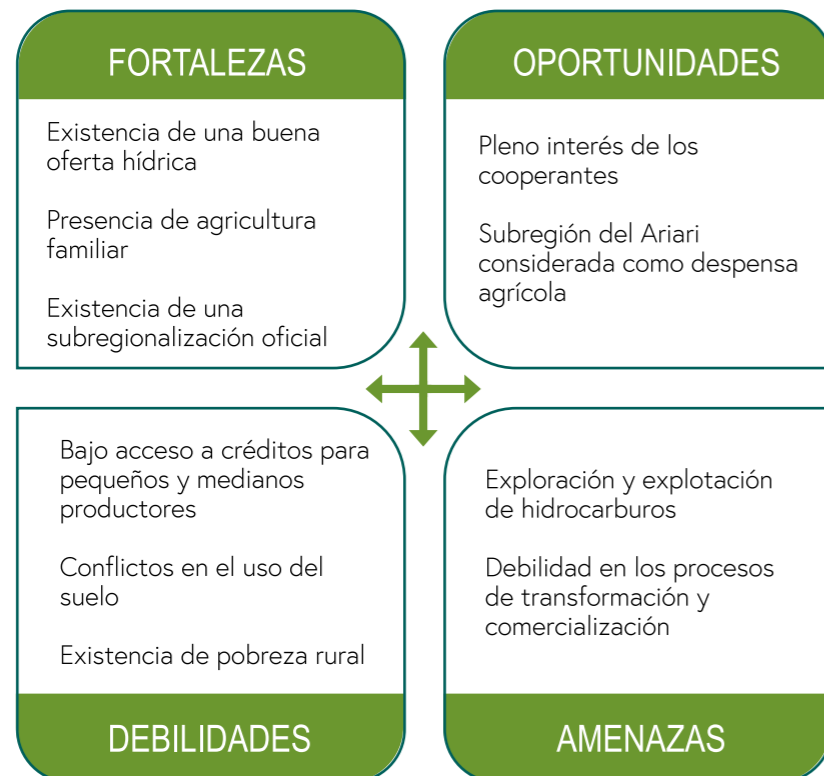 FORTALEZAS
Existencia de una buena
oferta hídrica
Presencia de agricultura
familiar
Existencia de una
subregionalización oficial
OPORTUNIDADES
Pleno interés de los
cooperantes
Subregión del Ariari
considerada como despensa
agrícola
Bajo acceso a créditos para
pequeños y medianos
productores
Conflictos en el uso del
suelo
Existencia de pobreza rural
DEBILIDADES
Exploración y explotación
de hidrocarburos
Debilidad en los procesos
de transformación y
comercialización
AMENAZAS